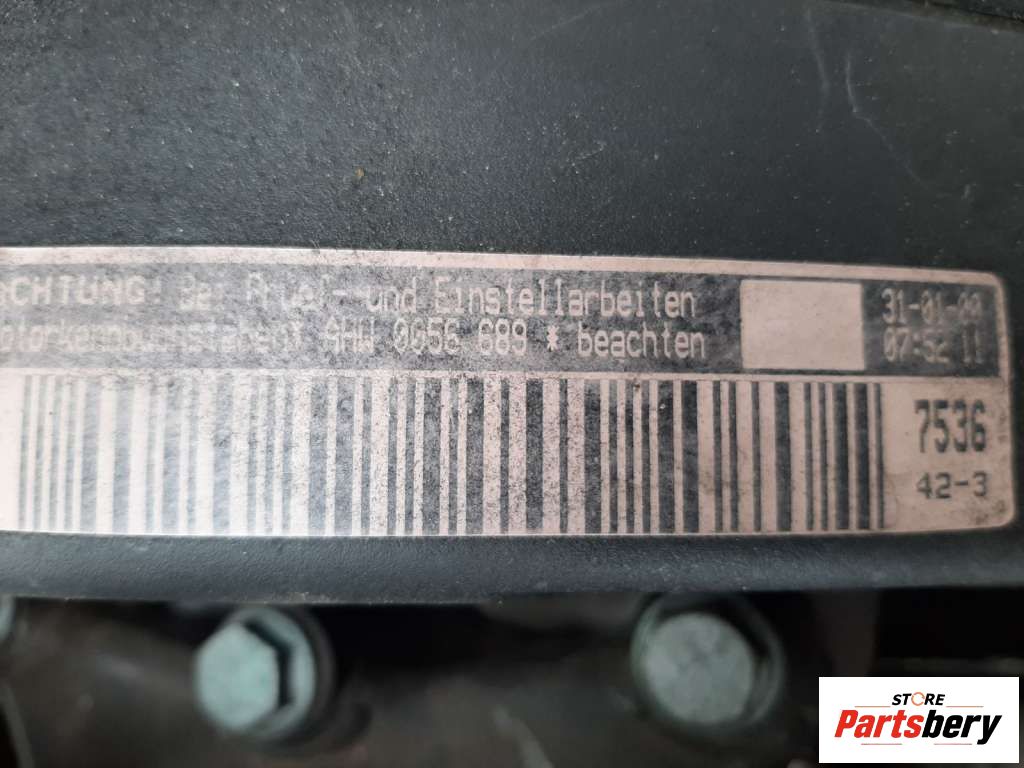 ACHTUNG: Bei Prüf- und Einstellarbeiten
AHW 0056 689 * beachten
31-01-00
07:52 11
7536
42-3
STORE
Partsbery